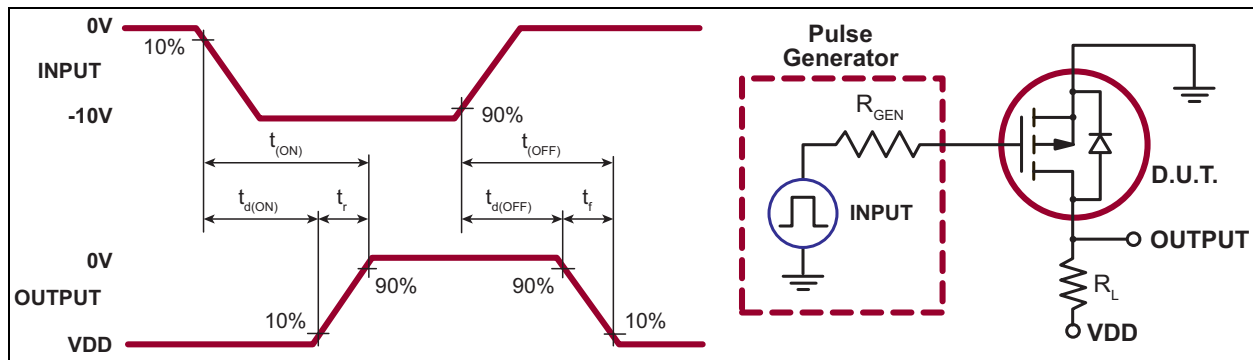 0V
10%
INPUT
-10V
90%
t(ON)
t(OFF)
td(ON)
tr
td(OFF)
tf
0V
OUTPUT
90%
90%
10%
10%
VDD
Pulse
Generator
RGEN
INPUT
D.U.T.
OUTPUT
RL
VDD